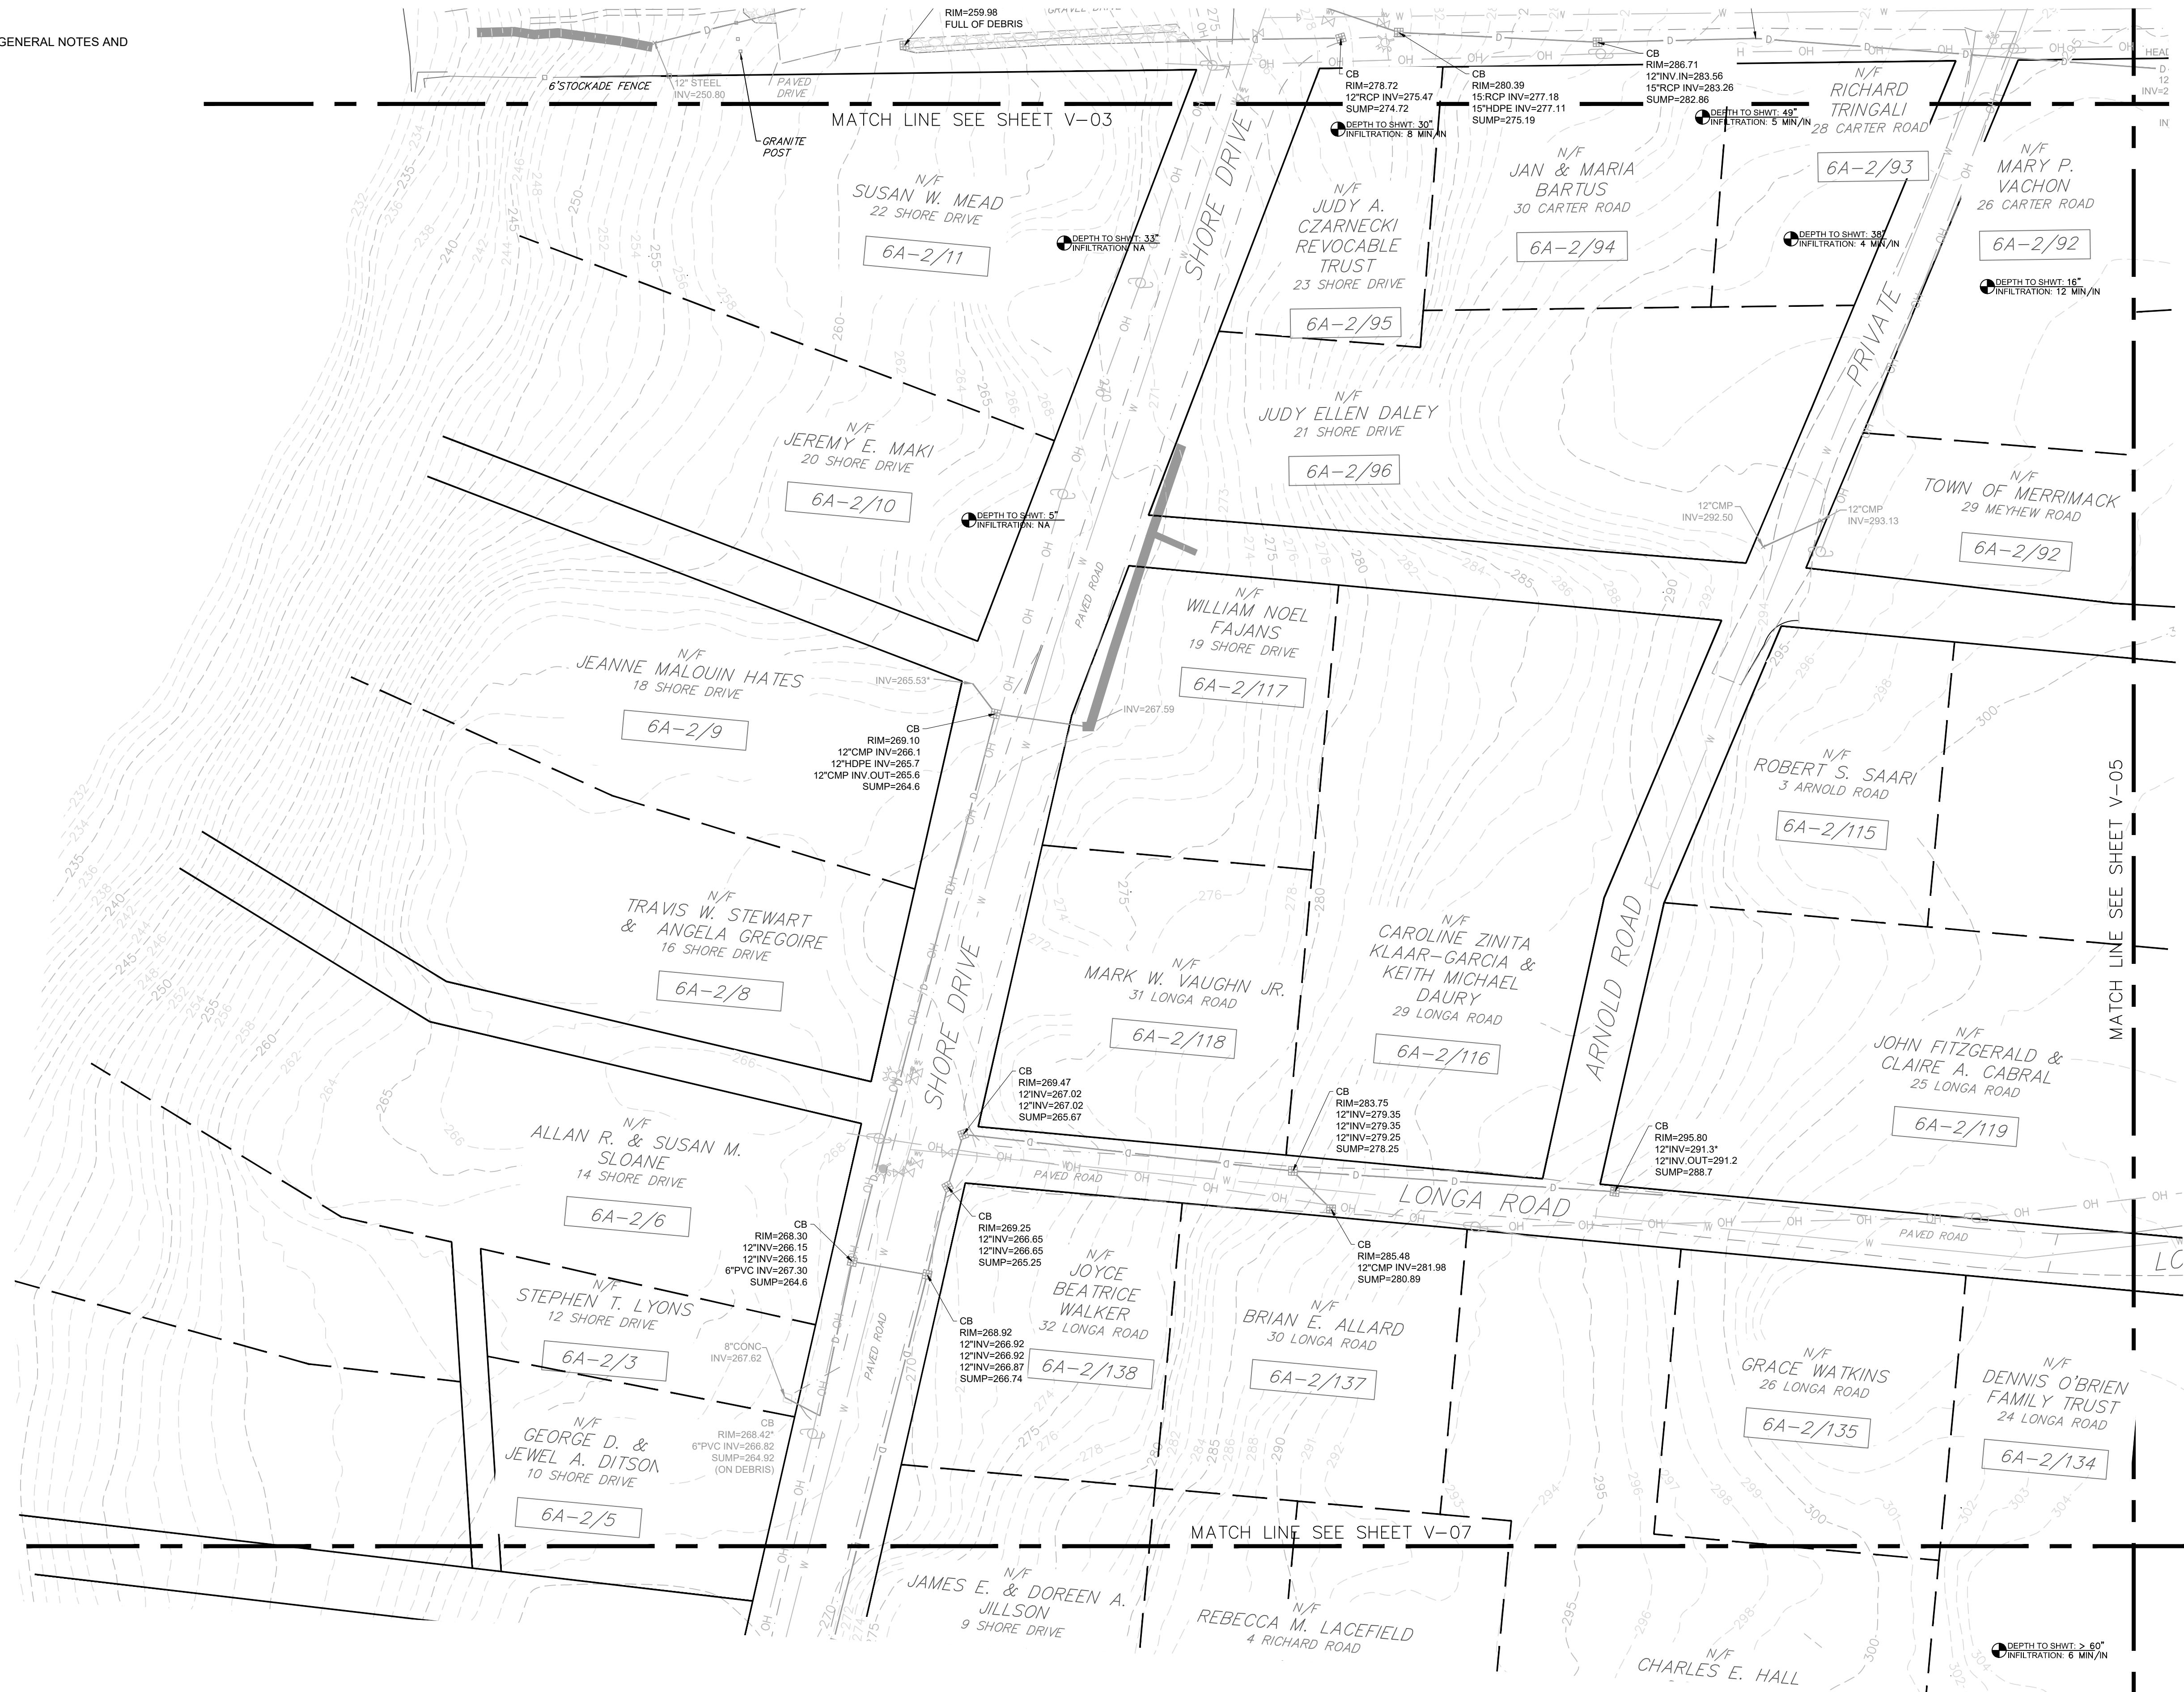 GENERAL NOTES AND
RIM=259.98
FULL OF DEBRIS
GRAVEL DRIVE
6'STOCKADE FENCE
12" STEEL
INV=250.80
PAVED
DRIVE
GRANITE
POST
MATCH LINE SEE SHEET V-03
CB
RIM=278.72
12"RCP INV=275.47
SUMP=274.72
CB
RIM=280.39
15:RCP INV=277.18
15"HDPE INV=277.11
SUMP=275.19
CB
RIM=286.71
12"INV.IN=283.56
15"RCP INV=283.26
SUMP=282.86
DEPTH TO SHWT: 30"
INFILTRATION: 8 MIN/IN
DEPTH TO SHWT: 49"
INFILTRATION: 5 MIN/IN
N/F
RICHARD
TRINGALI
28 CARTER ROAD
6A-2/93
N/F
MARY P.
VACHON
26 CARTER ROAD
6A-2/92
N/F
SUSAN W. MEAD
22 SHORE DRIVE
6A-2/11
DEPTH TO SHWT: 33"
INFILTRATION: NA
SHORE DRIVE
N/F
JUDY A.
CZARNECKI
REVOCABLE
TRUST
23 SHORE DRIVE
6A-2/95
N/F
JAN & MARIA
BARTUS
30 CARTER ROAD
6A-2/94
DEPTH TO SHWT: 38"
INFILTRATION: 4 MIN/IN
DEPTH TO SHWT: 16"
INFILTRATION: 12 MIN/IN
PRIVATE
N/F
JEREMY E. MAKI
20 SHORE DRIVE
6A-2/10
DEPTH TO SHWT: 5"
INFILTRATION: NA
N/F
JUDY ELLEN DALEY
21 SHORE DRIVE
6A-2/96
12"CMP
INV=292.50
12"CMP
INV=293.13
N/F
TOWN OF MERRIMACK
29 MEYHEW ROAD
6A-2/92
PAVED ROAD
N/F
JEANNE MALOUIN HATES
18 SHORE DRIVE
6A-2/9
INV=265.53*
CB
RIM=269.10
12"CMP INV=266.1
12"HDPE INV=265.7
12"CMP INV.OUT=265.6
SUMP=264.6
INV=267.59
N/F
WILLIAM NOEL
FAJANS
19 SHORE DRIVE
6A-2/117
N/F
ROBERT S. SAARI
3 ARNOLD ROAD
6A-2/115
MATCH LINE SEE SHEET V-05
N/F
TRAVIS W. STEWART
& ANGELA GREGOIRE
16 SHORE DRIVE
6A-2/8
SHORE DRIVE
N/F
MARK W. VAUGHN JR.
31 LONGA ROAD
6A-2/118
N/F
CAROLINE ZINITA
KLAAR-GARCIA &
KEITH MICHAEL
DAURY
29 LONGA ROAD
6A-2/116
ARNOLD ROAD
N/F
JOHN FITZGERALD &
CLAIRE A. CABRAL
25 LONGA ROAD
6A-2/119
N/F
ALLAN R. & SUSAN M.
SLOANE
14 SHORE DRIVE
6A-2/6
CB
RIM=269.47
12'INV=267.02
12"INV=267.02
SUMP=265.67
CB
RIM=283.75
12"INV=279.35
12"INV=279.35
12"INV=279.25
SUMP=278.25
CB
RIM=295.80
12"INV=291.3*
12"INV.OUT=291.2
SUMP=288.7
PAVED ROAD
LONGA ROAD
PAVED ROAD
LO
CB
RIM=268.30
12"INV=266.15
12"INV=266.15
6"PVC INV=267.30
SUMP=264.6
CB
RIM=269.25
12"INV=266.65
12"INV=266.65
SUMP=265.25
CB
RIM=285.48
12"CMP INV=281.98
SUMP=280.89
N/F
STEPHEN T. LYONS
12 SHORE DRIVE
6A-2/3
8"CONC
INV=267.62
PAVED ROAD
CB
RIM=268.92
12"INV=266.92
12"INV=266.92
12"INV=266.87
SUMP=266.74
N/F
JOYCE
BEATRICE
WALKER
32 LONGA ROAD
6A-2/138
N/F
BRIAN E. ALLARD
30 LONGA ROAD
6A-2/137
N/F
GRACE WATKINS
26 LONGA ROAD
6A-2/135
N/F
DENNIS O'BRIEN
FAMILY TRUST
24 LONGA ROAD
6A-2/134
N/F
GEORGE D. &
JEWEL A. DITSON
10 SHORE DRIVE
6A-2/5
CB
RIM=268.42*
6"PVC INV=266.82
SUMP=264.92
(ON DEBRIS)
MATCH LINE SEE SHEET V-07
N/F
JAMES E. & DOREEN A.
JILLSON
9 SHORE DRIVE
N/F
REBECCA M. LACEFIELD
4 RICHARD ROAD
N/F
CHARLES E. HALL
DEPTH TO SHWT: > 60"
INFILTRATION: 6 MIN/IN